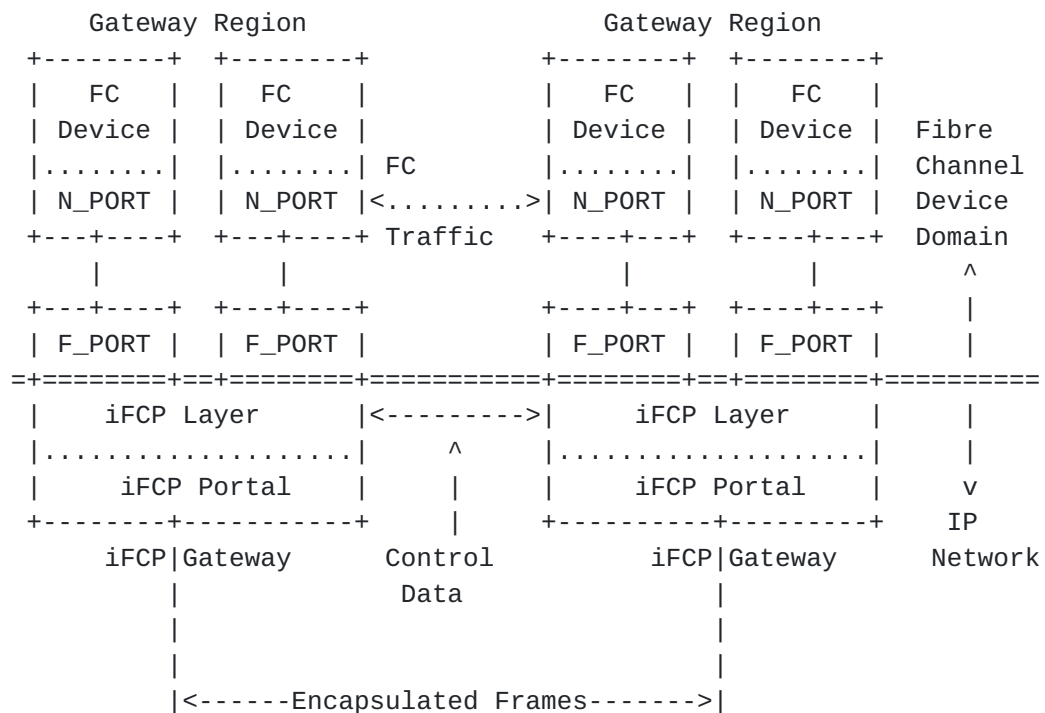 Gateway Region                   Gateway Region
 +--------+  +--------+           +--------+  +--------+
 |   FC   |  |  FC    |           |   FC   |  |   FC   |
 | Device |  | Device |           | Device |  | Device |  Fibre
 |........|  |........| FC        |........|  |........|  Channel
 | N_PORT |  | N_PORT |<.........>| N_PORT |  | N_PORT |  Device
 +---+----+  +---+----+ Traffic   +----+---+  +----+---+  Domain
     |           |                     |           |         ^
 +---+----+  +---+----+           +----+---+  +----+---+     |
 | F_PORT |  | F_PORT |           | F_PORT |  | F_PORT |     |
=+========+==+========+===========+========+==+========+==========
 |    iFCP Layer      |<--------->|     iFCP Layer     |     |
 |....................|     ^     |....................|     |
 |     iFCP Portal    |     |     |     iFCP Portal    |     v
 +--------+-----------+     |     +----------+---------+    IP
     iFCP|Gateway      Control          iFCP|Gateway      Network
         |              Data                |
         |                                  |
         |                                  |
         |<------Encapsulated Frames------->|